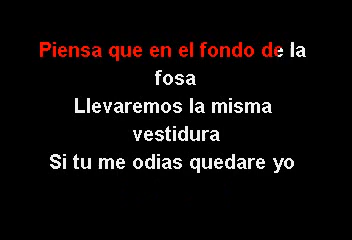 Piensa que en el fondo de la
fosa
Llevaremos la misma
vestidura
Si tu me odias quedare yo